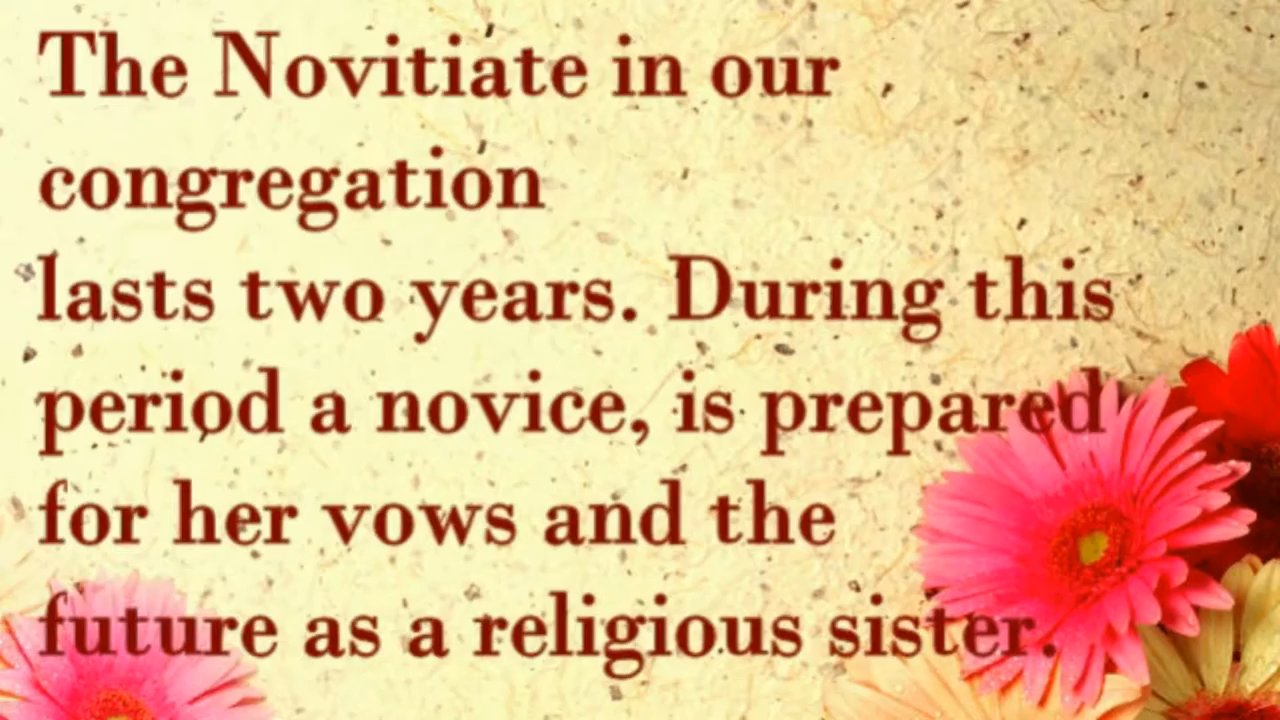 The Novitiate in our
congregation
lasts two years. During this
period a novice, is prepared
for her vows and the
future as a religious sister.